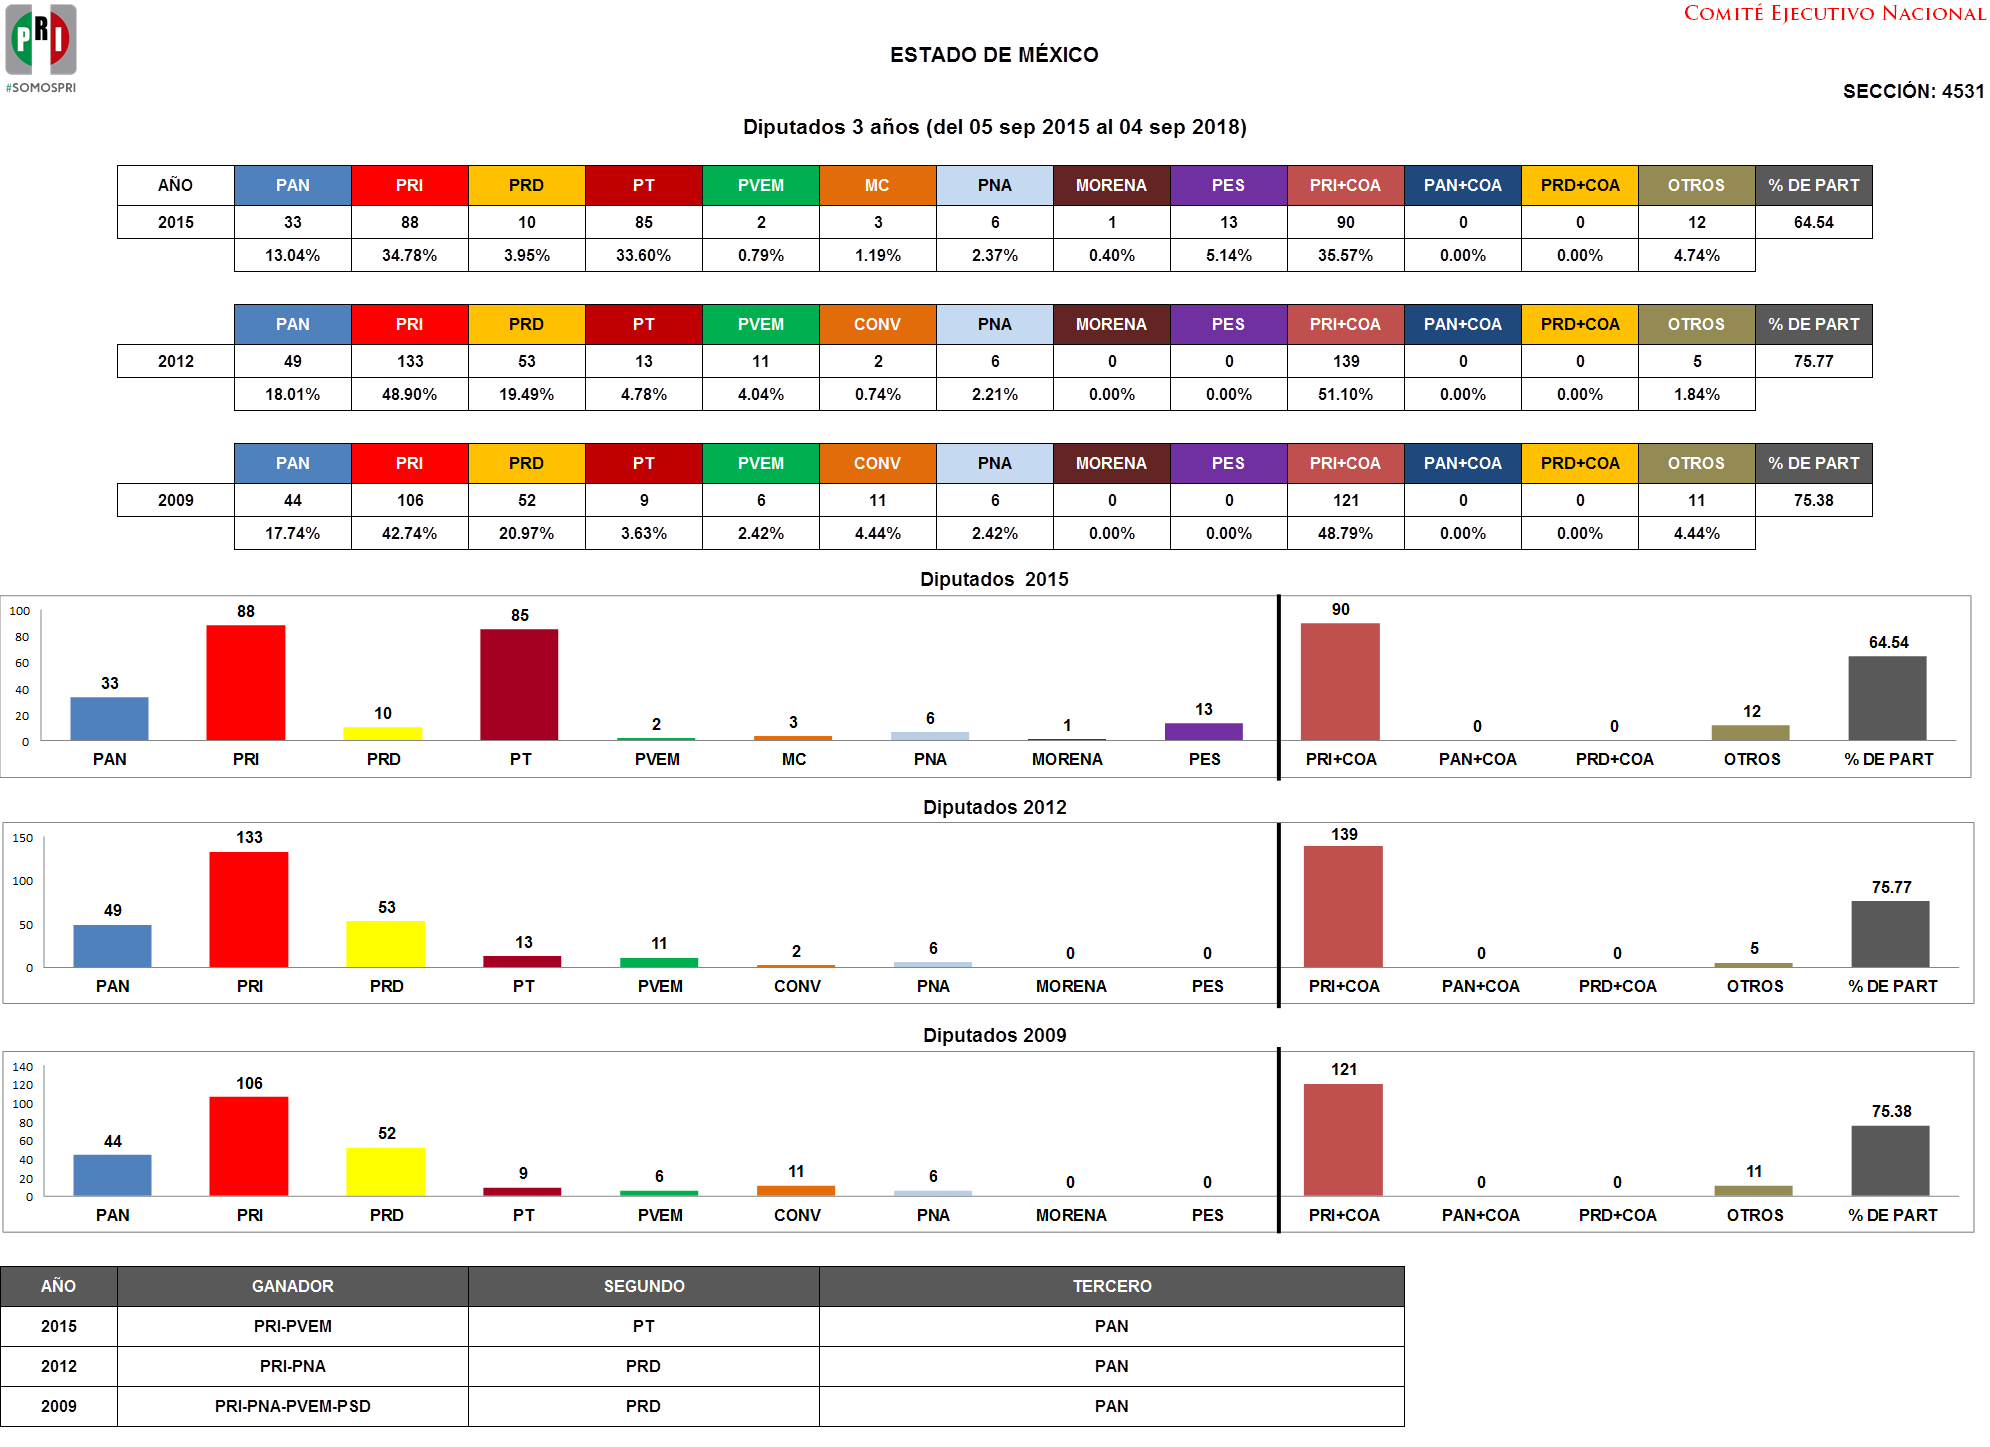 PRI
#SOMOSPRI
COMITÉ EJECUTIVO NACIONAL
ESTADO DE MÉXICO
SECCIÓN: 4531
Diputados 3 años (del 05 sep 2015 al 04 sep 2018)
AÑO PAN PRI PRD PT PVEM MC PNA MORENA PES PRI+COA PAN+COA PRD+COA OTROS % DE PART
2015 33 88 10 85 2 3 6 1 13 90 0 0 12 64.54
13.04% 34.78% 3.95% 33.60% 0.79% 1.19% 2.37% 0.40% 5.14% 35.57% 0.00% 0.00% 4.74%
PAN PRI PRD PT PVEM CONV PNA MORENA PES PRI+COA PAN+COA PRD+COA OTROS % DE PART
2012 49 133 53 13 11 2 6 0 0 139 0 0 5 75.77
18.01% 48.90% 19.49% 4.78% 4.04% 0.74% 2.21% 0.00% 0.00% 51.10% 0.00% 0.00% 1.84%
PAN PRI PRD PT PVEM CONV PNA MORENA PES PRI+COA PAN+COA PRD+COA OTROS % DE PART
2009 44 106 52 9 6 11 6 0 0 121 0 0 11 75.38
17.74% 42.74% 20.97% 3.63% 2.42% 4.44% 2.42% 0.00% 0.00% 48.79% 0.00% 0.00% 4.44%
Diputados 2015
100
80
60
40
20
0
33 88 10 85 2 3 6 1 13 90 0 0 12 64.54
PAN PRI PRD PT PVEM MC PNA MORENA PES PRI+COA PAN+COA PRD+COA OTROS % DE PART
Diputados 2012
150
100
50
0
49 133 53 13 11 2 6 0 0 139 0 0 5 75.77
PAN PRI PRD PT PVEM CONV PNA MORENA PES PRI+COA PAN+COA PRD+COA OTROS % DE PART
Diputados 2009
140
120
100
80
60
40
20
0
44 106 52 9 6 11 6 0 0 121 0 0 11 75.38
PAN PRI PRD PT PVEM CONV PNA MORENA PES PRI+COA PAN+COA PRD+COA OTROS % DE PART
AÑO GANADOR SEGUNDO TERCERO
2015 PRI-PVEM PT PAN
2012 PRI-PNA PRD PAN
2009 PRI-PNA-PVEM-PSD PRD PAN